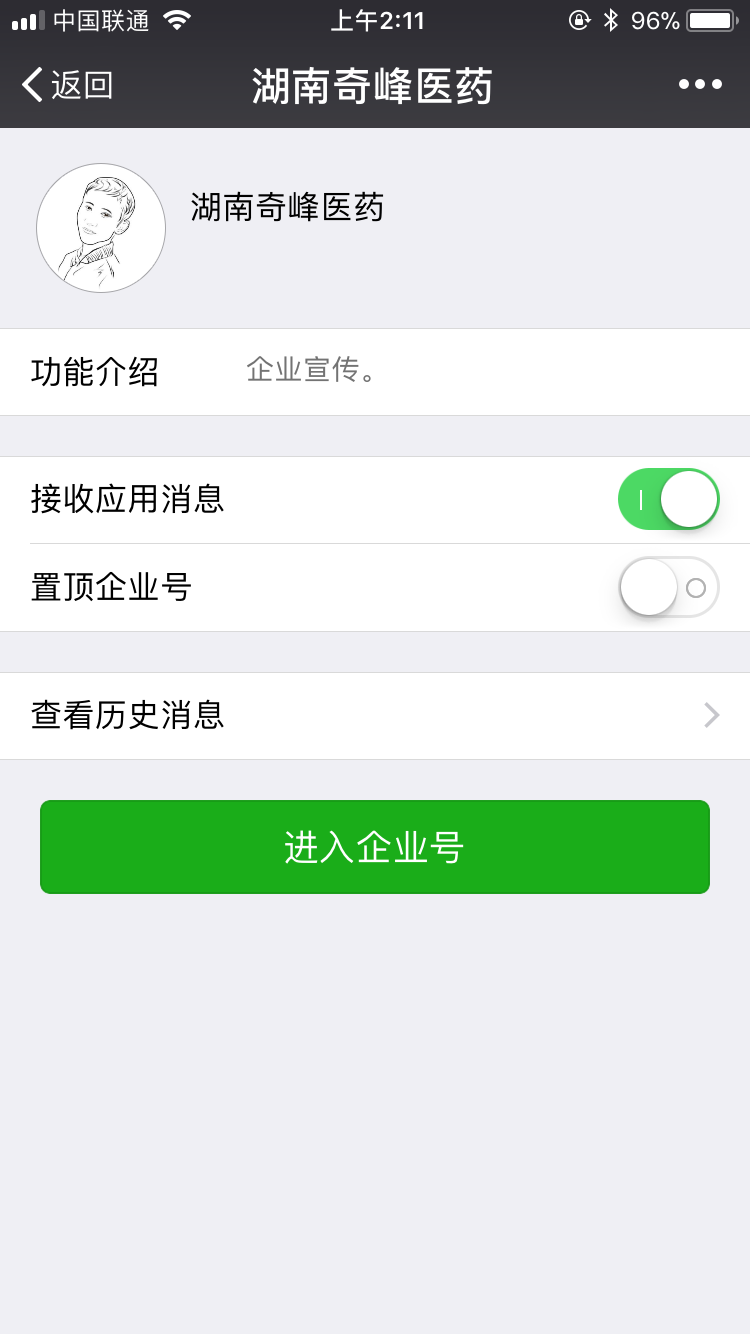 中国联通 上午2:11 96%
返回 湖南奇峰医药
湖南奇峰医药
功能介绍 企业宣传。
接收应用消息
置顶企业号
查看历史消息
进入企业号